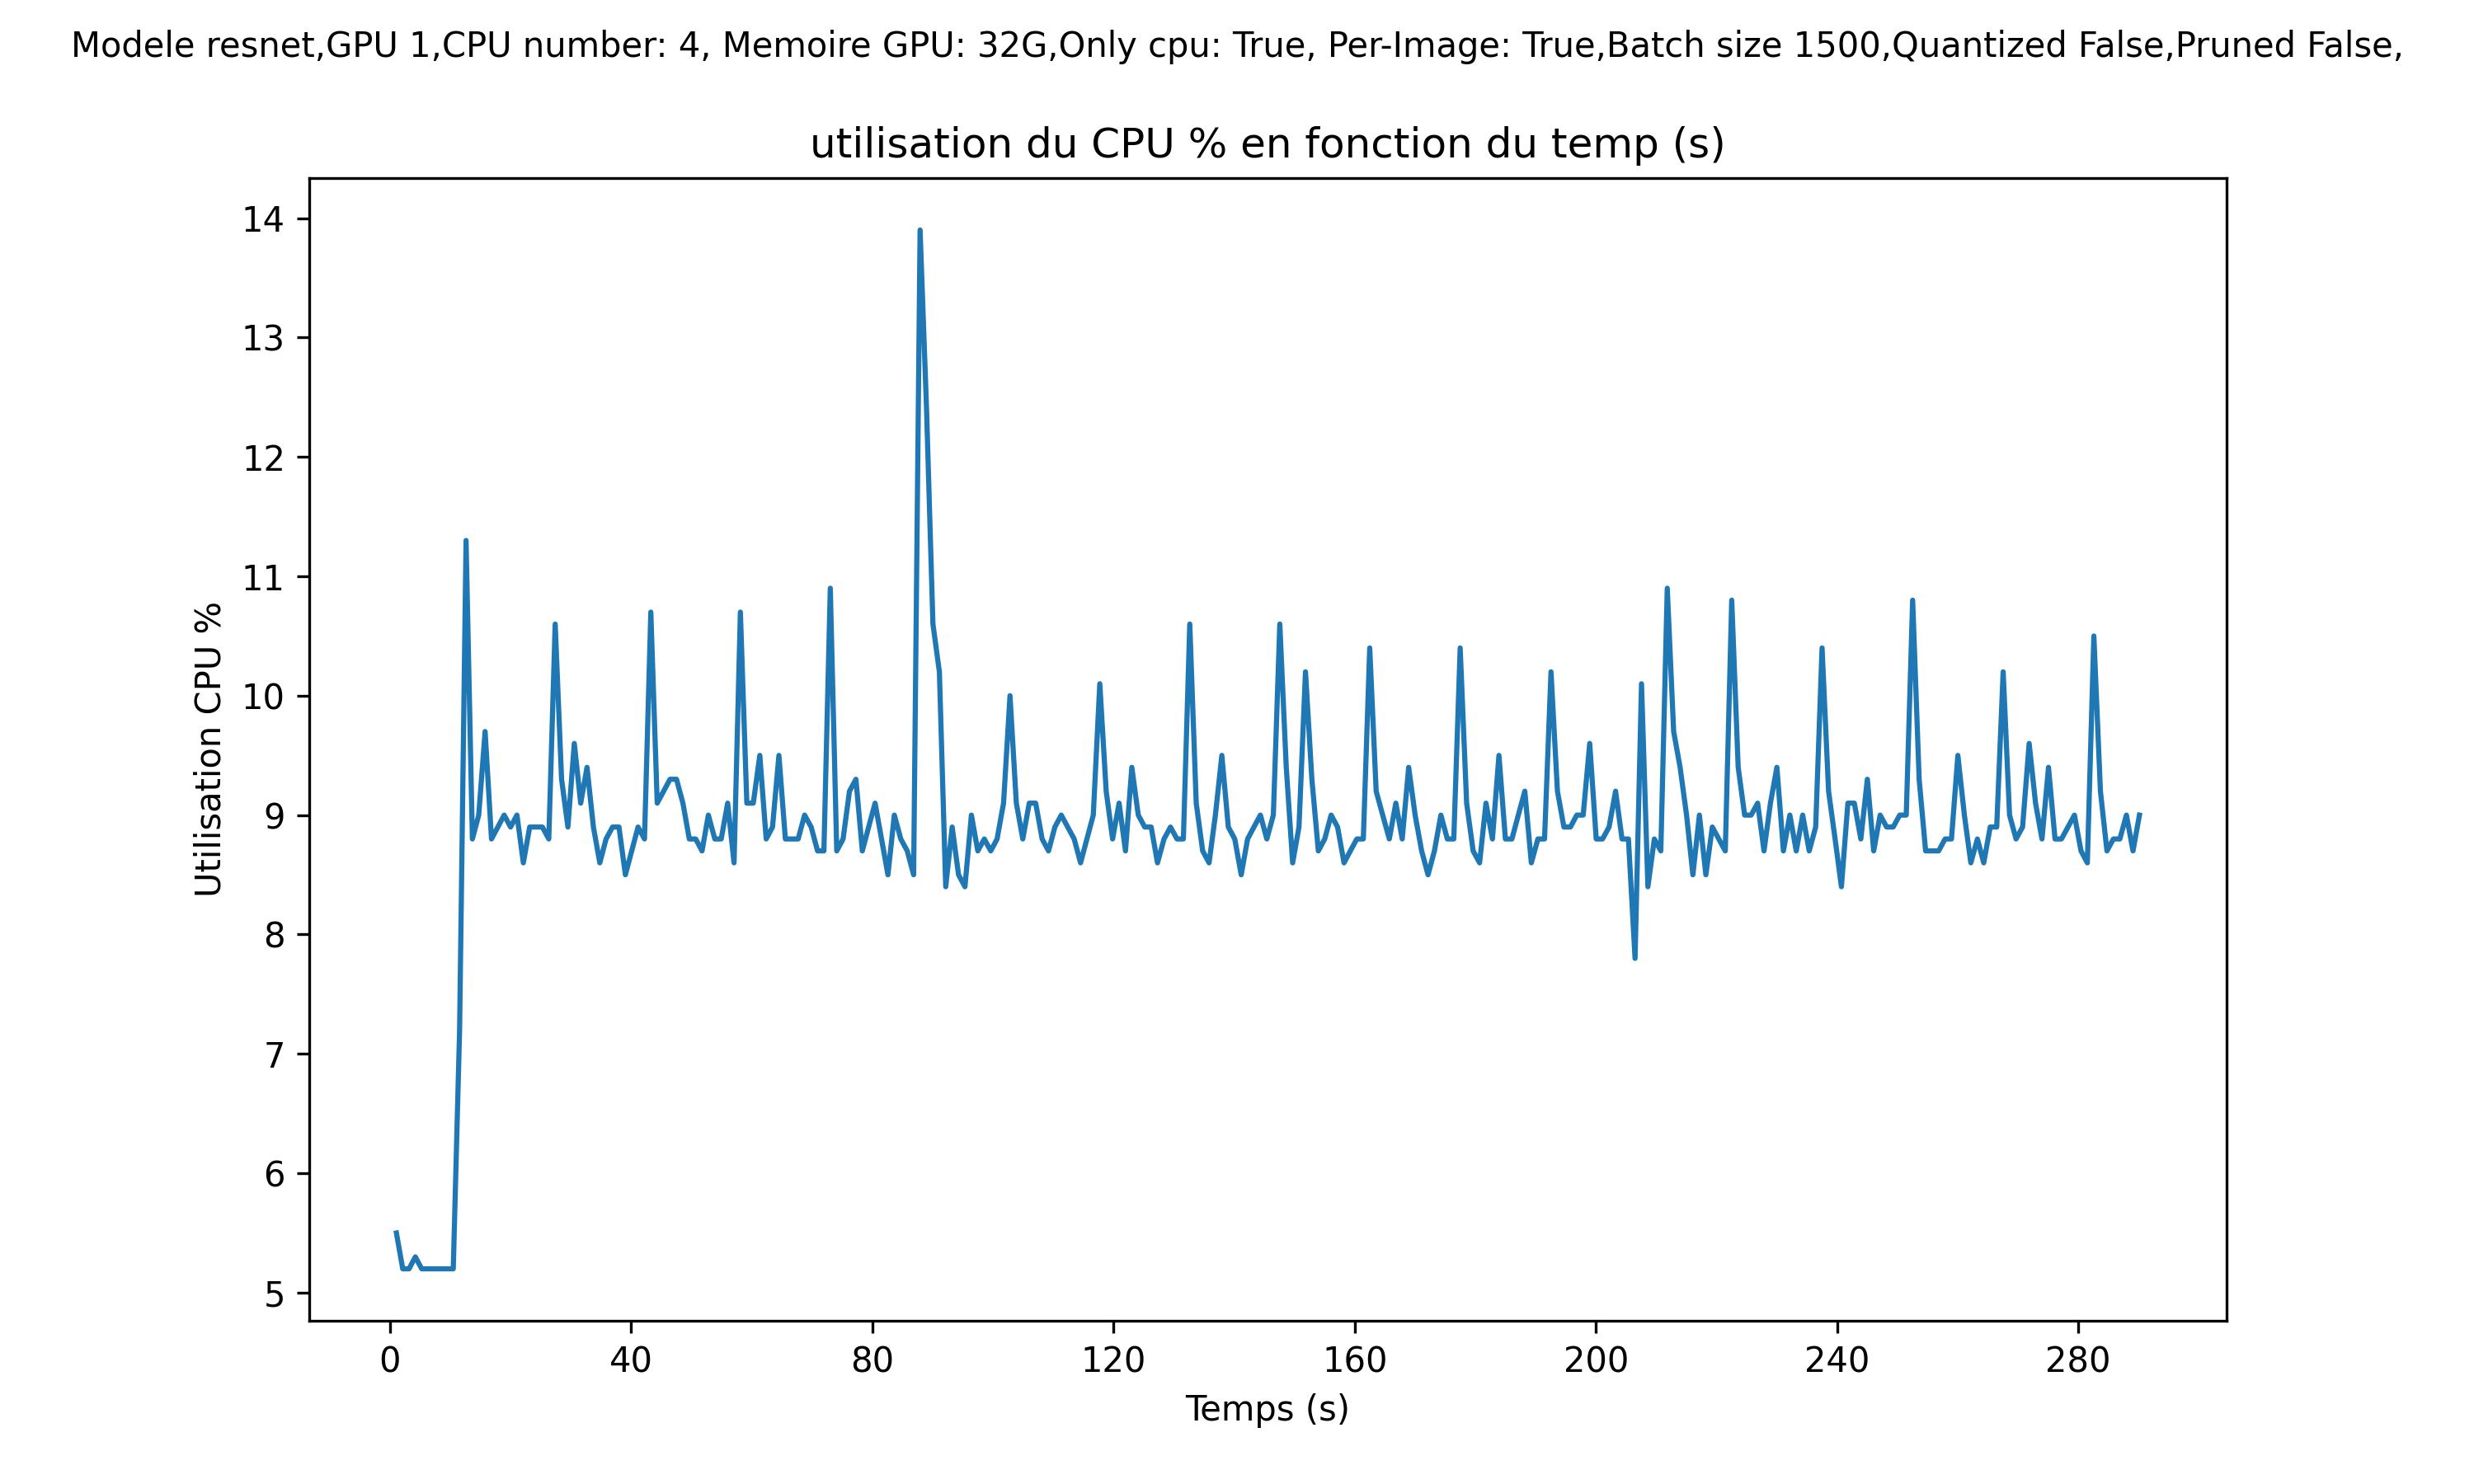 Modele resnet,GPU 1,CPU number: 4, Memoire GPU: 32G,Only cpu: True, Per-Image: True,Batch size 1500,Quantized False,Pruned False,
utilisation du CPU % en fonction du temp (s)
14
13
12
11
10
9
8
7
6
5
Utilisation CPU %
0 40 80 120 160 200 240 280
Temps (s)